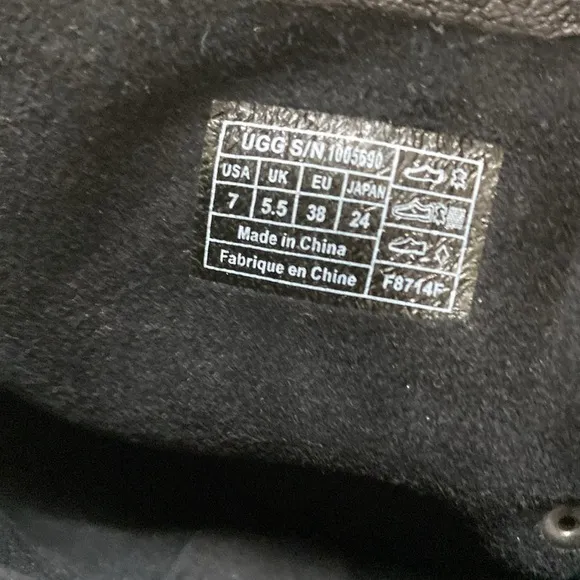 UGG S/N 1005690
USA UK EU JAPAN
7 5.5 38 24
Made in China
Fabrique en Chine
F8714F